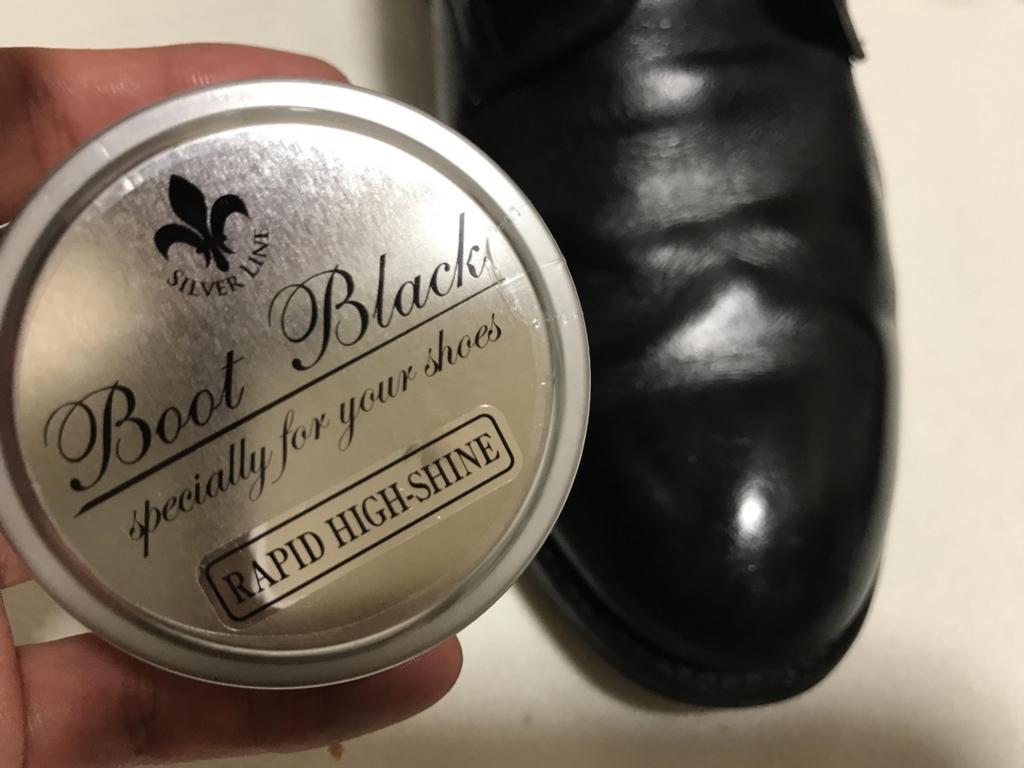 SILVER LINE
Boot Black
specially for your shoes
RAPID HIGH-SHINE